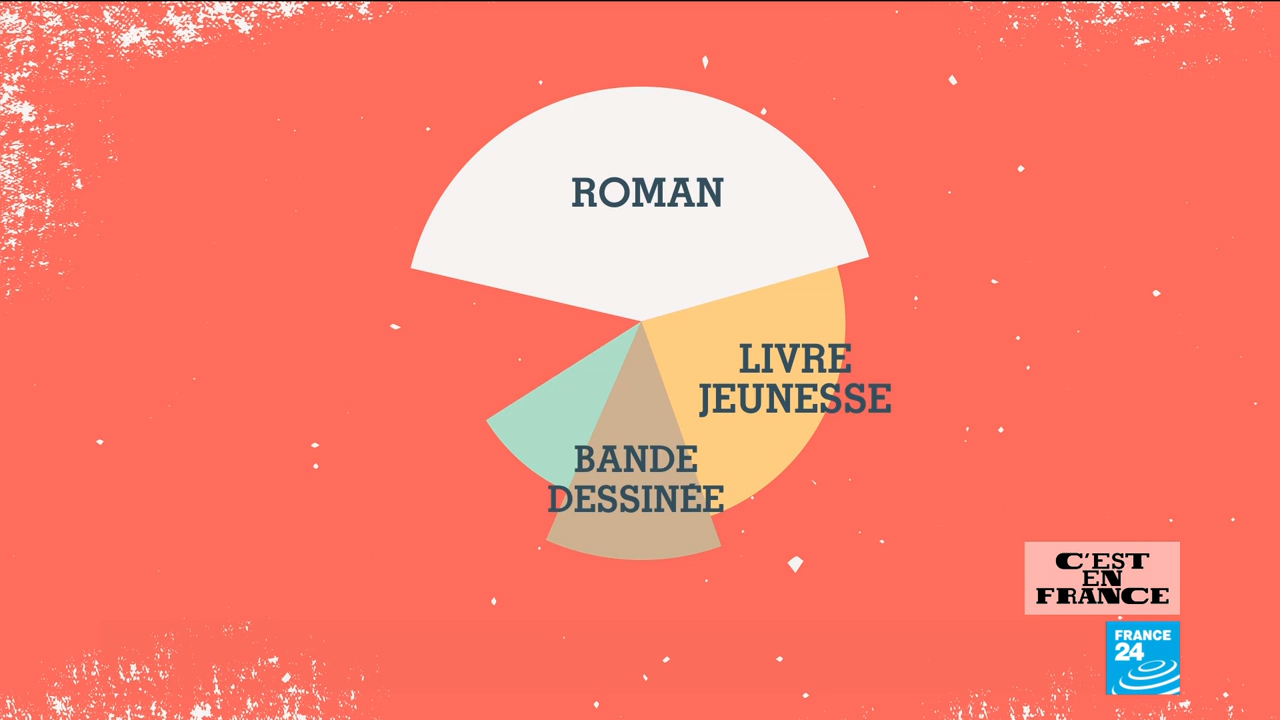 ROMAN
LIVRE
JEUNESSE
BANDE
DESSINÉE
C'EST
EN
FRANCE
FRANCE
24